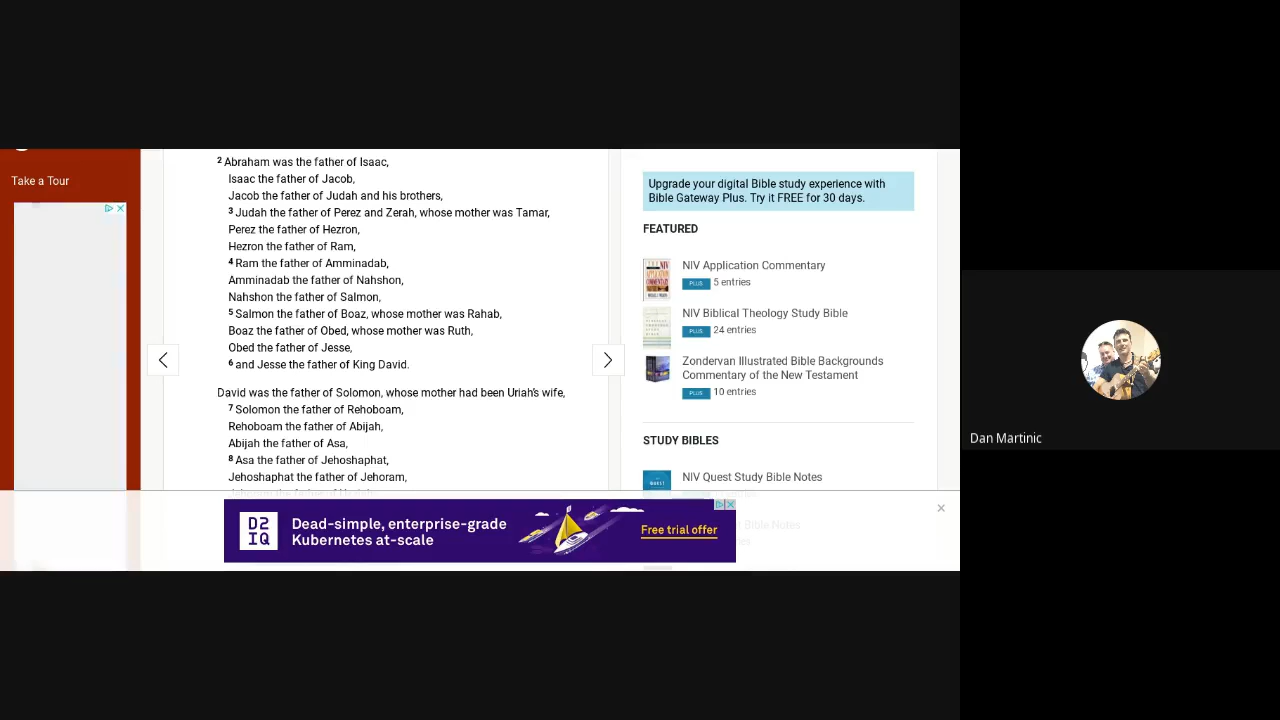 Take a Tour
2 Abraham was the father of Isaac,
Isaac the father of Jacob,
Jacob the father of Judah and his brothers,
3 Judah the father of Perez and Zerah, whose mother was Tamar,
Perez the father of Hezron,
Hezron the father of Ram,
4 Ram the father of Amminadab,
Amminadab the father of Nahshon,
Nahshon the father of Salmon,
5 Salmon the father of Boaz, whose mother was Rahab,
Boaz the father of Obed, whose mother was Ruth,
Obed the father of Jesse,
6 and Jesse the father of King David.
David was the father of Solomon, whose mother had been Uriah's wife,
7 Solomon the father of Rehoboam,
Rehoboam the father of Abijah,
Abijah the father of Asa,
8 Asa the father of Jehoshaphat,
Jehoshaphat the father of Jehoram,
Upgrade your digital Bible study experience with
Bible Gateway Plus. Try it FREE for 30 days.
FEATURED
NIV Application Commentary
PLUS 5 entries
NIV Biblical Theology Study Bible
PLUS 24 entries
Zondervan Illustrated Bible Backgrounds
Commentary of the New Testament
PLUS 10 entries
STUDY BIBLES
NIV Quest Study Bible Notes
Bible Notes
D2
IQ
Dead-simple, enterprise-grade
Kubernetes at-scale
Free trial offer
Dan Martinic